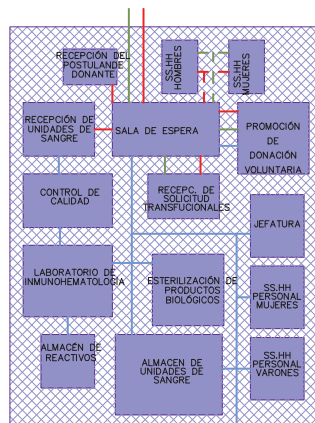 RECEPCIÓN DEL
POSTULANDE
DONANTE
SS.HH
HOMBRES
SS.HH
MUJERES
RECEPCIÓN DE
UNIDADES DE
SANGRE
SALA DE ESPERA
PROMOCIÓN
DE
DONACIÓN
VOLUNTARIA
CONTROL DE
CALIDAD
RECEPC. DE
SOLICITUD
TRANSFUCIONALES
JEFATURA
LABORATORIO DE
INMUNOHEMATOLOGÍA
ESTERILIZACIÓN DE
PRODUCTOS
BIOLÓGICOS
SS.HH
PERSONAL
MUJERES
ALMACÉN DE
REACTIVOS
ALMACEN DE
UNIDADES DE
SANGRE
SS.HH
PERSONAL
VARONES